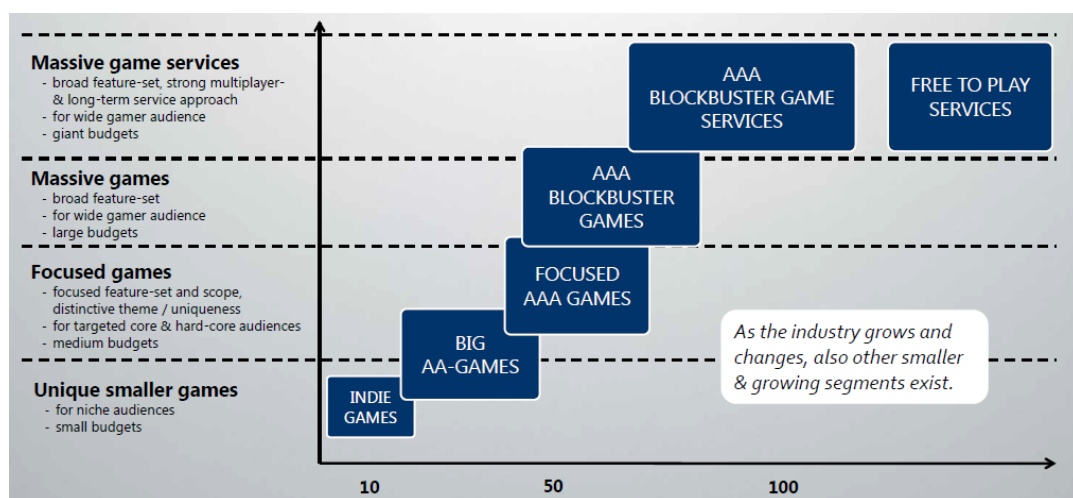 Massive game services
- broad feature-set, strong multiplayer-
& long-term service approach
- for wide gamer audience
- giant budgets
AAA
BLOCKBUSTER GAME
SERVICES
FREE TO PLAY
SERVICES
Massive games
- broad feature-set
- for wide gamer audience
- large budgets
AAA
BLOCKBUSTER
GAMES
Focused games
- focused feature-set and scope,
distinctive theme / uniqueness
- for targeted core & hard-core audiences
- medium budgets
FOCUSED
AAA GAMES
BIG
AA-GAMES
As the industry grows and
changes, also other smaller
& growing segments exist.
Unique smaller games
- for niche audiences
- small budgets
INDIE
GAMES
10
50
100